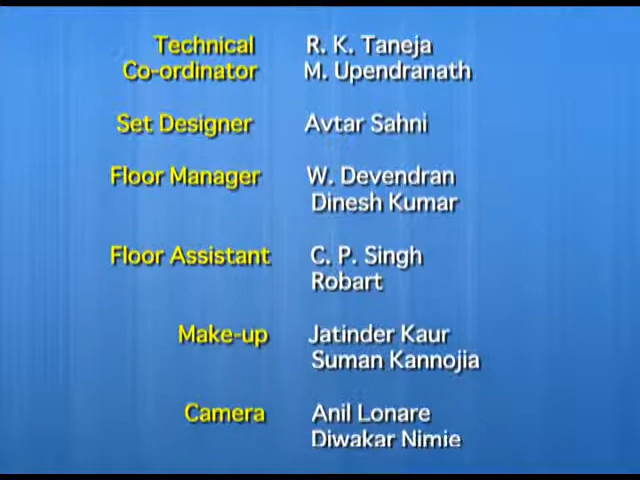 Technical R. K. Taneja
Co-ordinator M. Upendranath
Set Designer Avtar Sahni
Floor Manager W. Devendran
Dinesh Kumar
Floor Assistant C. P. Singh
Robart
Make-up Jatinder Kaur
Suman Kannojia
Camera Anil Lonare
Diwakar Nimie